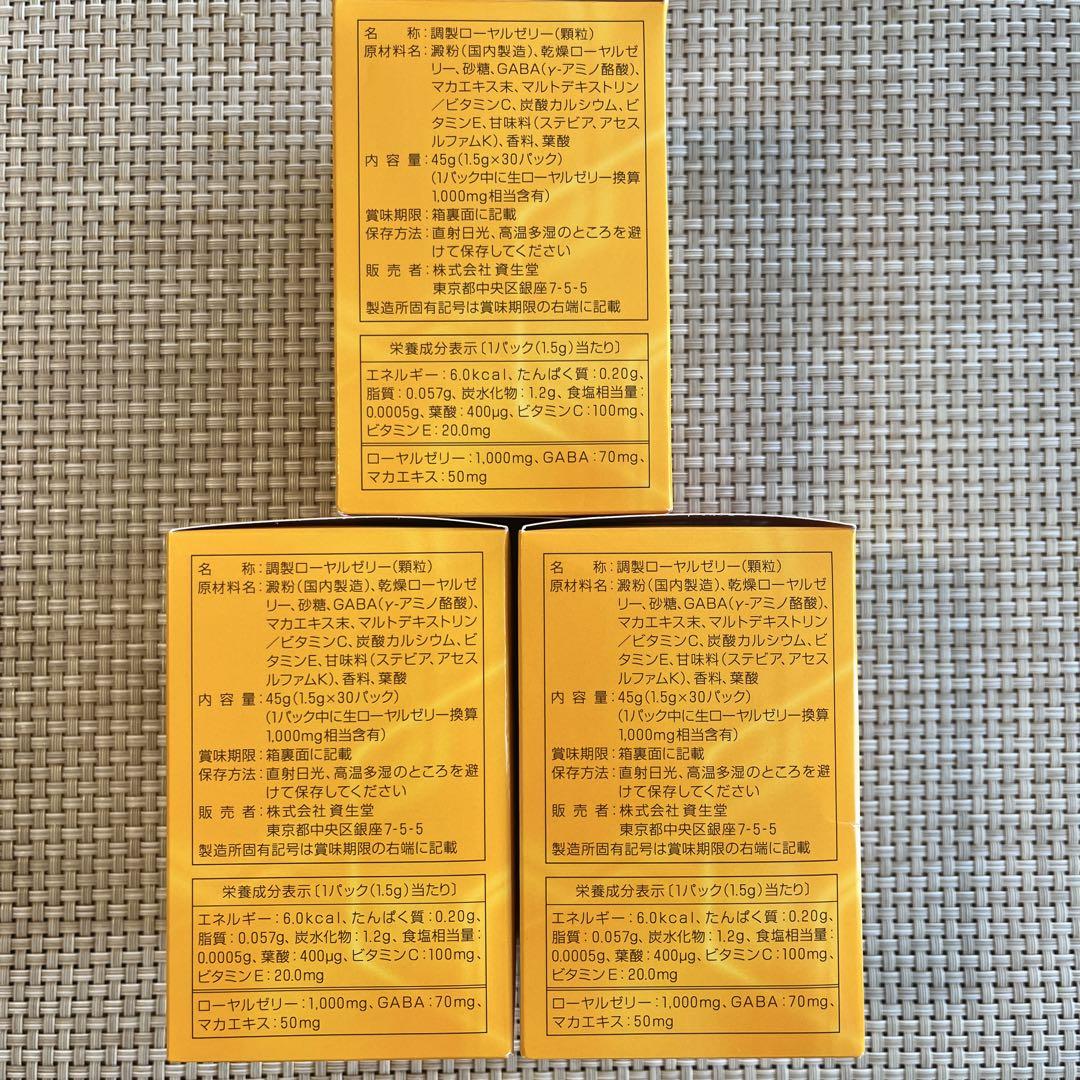 名 称:調製ローヤルゼリー(顆粒)
原材料名:澱粉(国内製造)、乾燥ローヤルゼ
リー、砂糖、GABA(γ-アミノ酪酸)、
マカエキス末、マルトデキストリン
/ビタミンC、炭酸カルシウム、ビ
タミンE、甘味料(ステビア、アセス
ルファムK)、香料、葉酸
内容量:45g(1.5g×30パック)
(1パック中に生ローヤルゼリー換算
1,000mg相当含有)
賞味期限:箱裏面に記載
保存方法:直射日光、高温多湿のところを避
けて保存してください
販売者:株式会社 資生堂
東京都中央区銀座7-5-5
製造所固有記号は賞味期限の右端に記載
栄養成分表示〔1パック(1.5g)当たり〕
エネルギー:6.0kcal、たんぱく質:0.20g、
脂質:0.057g、炭水化物:1.2g、食塩相当量:
0.0005g、葉酸:400μg、ビタミンC:100mg、
ビタミンE:20.0mg
ローヤルゼリー:1,000mg、GABA:70mg、
マカエキス:50mg
名 称:調製ローヤルゼリー(顆粒)
原材料名:澱粉(国内製造)、乾燥ローヤルゼ
リー、砂糖、GABA(γ-アミノ酪酸)、
マカエキス末、マルトデキストリン
/ビタミンC、炭酸カルシウム、ビ
タミンE、甘味料(ステビア、アセス
ルファムK)、香料、葉酸
内容量:45g(1.5g×30パック)
(1パック中に生ローヤルゼリー換算
1,000mg相当含有)
賞味期限:箱裏面に記載
保存方法:直射日光、高温多湿のところを避
けて保存してください
販売者:株式会社 資生堂
東京都中央区銀座7-5-5
製造所固有記号は賞味期限の右端に記載
栄養成分表示〔1パック(1.5g)当たり〕
エネルギー:6.0kcal、たんぱく質:0.20g、
脂質:0.057g、炭水化物:1.2g、食塩相当量:
0.0005g、葉酸:400μg、ビタミンC:100mg、
ビタミンE:20.0mg
ローヤルゼリー:1,000mg、GABA:70mg、
マカエキス:50mg
名 称:調製ローヤルゼリー(顆粒)
原材料名:澱粉(国内製造)、乾燥ローヤルゼ
リー、砂糖、GABA(γ-アミノ酪酸)、
マカエキス末、マルトデキストリン
/ビタミンC、炭酸カルシウム、ビ
タミンE、甘味料(ステビア、アセス
ルファムK)、香料、葉酸
内容量:45g(1.5g×30パック)
(1パック中に生ローヤルゼリー換算
1,000mg相当含有)
賞味期限:箱裏面に記載
保存方法:直射日光、高温多湿のところを避
けて保存してください
販売者:株式会社 資生堂
東京都中央区銀座7-5-5
製造所固有記号は賞味期限の右端に記載
栄養成分表示〔1パック(1.5g)当たり〕
エネルギー:6.0kcal、たんぱく質:0.20g、
脂質:0.057g、炭水化物:1.2g、食塩相当量:
0.0005g、葉酸:400μg、ビタミンC:100mg、
ビタミンE:20.0mg
ローヤルゼリー:1,000mg、GABA:70mg、
マカエキス:50mg